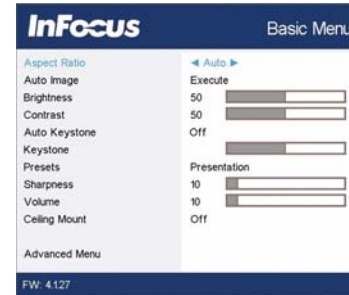 InFocus Basic Menu
Aspect Ratio ◄ Auto ►
Auto Image Execute
Brightness 50
Contrast 50
Auto Keystone Off
Keystone
Presets Presentation
Sharpness 10
Volume 10
Ceiling Mount Off
Advanced Menu
FW: 4.127